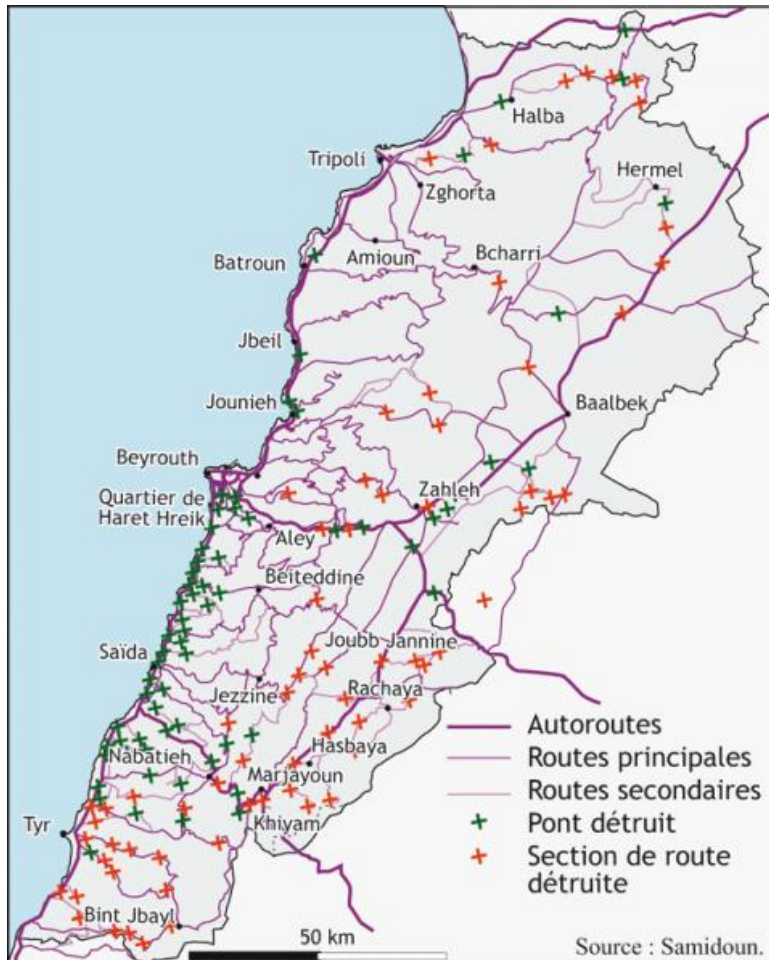 Halba
Tripoli
Hermel
Zghorta
Amioun
Bcharri
Batroun
Jbeil
Jounieh
Baalbek
Beyrouth
Zahleh
Quartier de
Haret Hreik
Aley
Beiteddine
Joubb Jannine
Saïda
Jezzine
Rachaya
Autoroutes
Routes principales
Hasbaya
Nabatieh
Marjayoun
Routes secondaires
Khiyam
Pont détruit
Tyr
Section de route
détruite
Bint Jbayl
50 km
Source : Samidoun.